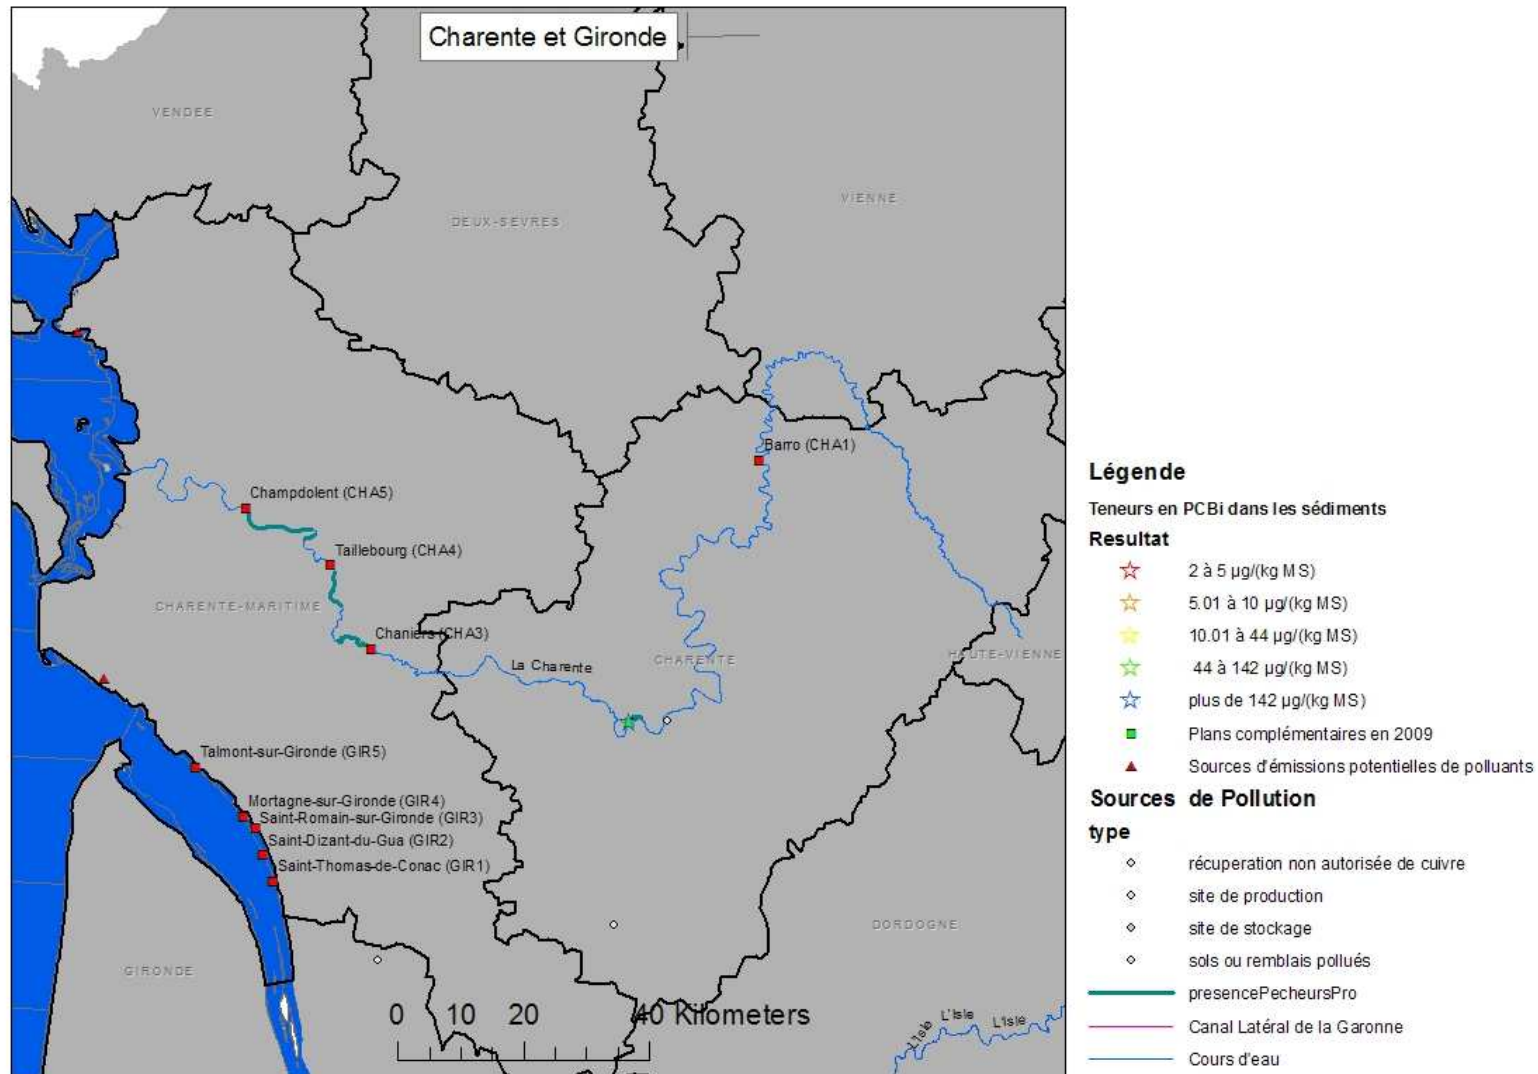 Charente et Gironde
VENDEE
VIENNE
DEUX-SEVRES
Barro (CHA1)
Champdolent (CHA5)
Taillebourg (CHA4)
CHARENTE-MARITIME
Chaniers (CHA3)
La Charente
CHARENTE
HAUTE-VIENNE
Talmont-sur-Gironde (GIR5)
Mortagne-sur-Gironde (GIR4)
Saint-Romain-sur-Gironde (GIR3)
Saint-Dizant-du-Gua (GIR2)
Saint-Thomas-de-Conac (GIR1)
DORDOGNE
GIRONDE
0 10 20 40 Kilometers
L'Isle L'Isle L'Isle
Légende
Teneurs en PCBi dans les sédiments
Resultat
2 à 5 µg/(kg MS)
5.01 à 10 µg/(kg MS)
10.01 à 44 µg/(kg MS)
44 à 142 µg/(kg MS)
plus de 142 µg/(kg MS)
Plans complémentaires en 2009
Sources d'émissions potentielles de polluants
Sources de Pollution
type
récuperation non autorisée de cuivre
site de production
site de stockage
sols ou remblais pollués
presencePecheursPro
Canal Latéral de la Garonne
Cours d'eau